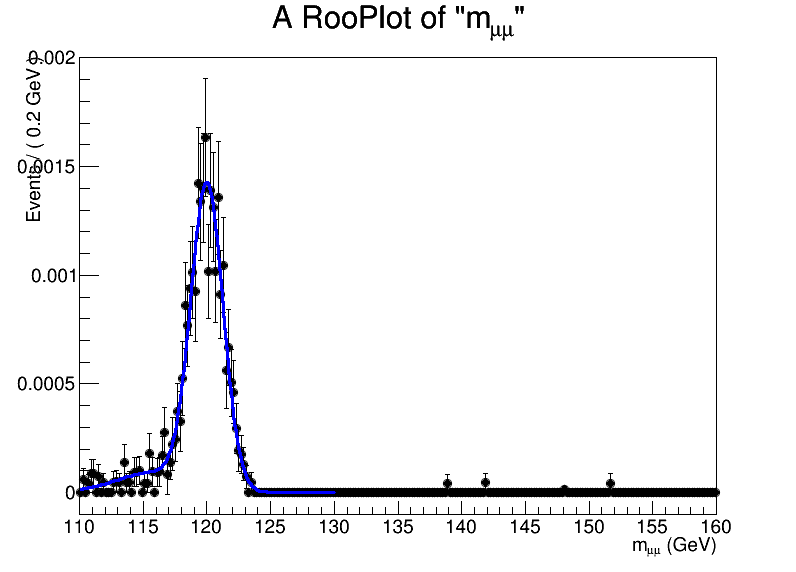 A RooPlot of "mμμ"
Events / ( 0.2 GeV )
0.002
0.0015
0.001
0.0005
0
110 115 120 125 130 135 140 145 150 155 160
mμμ (GeV)